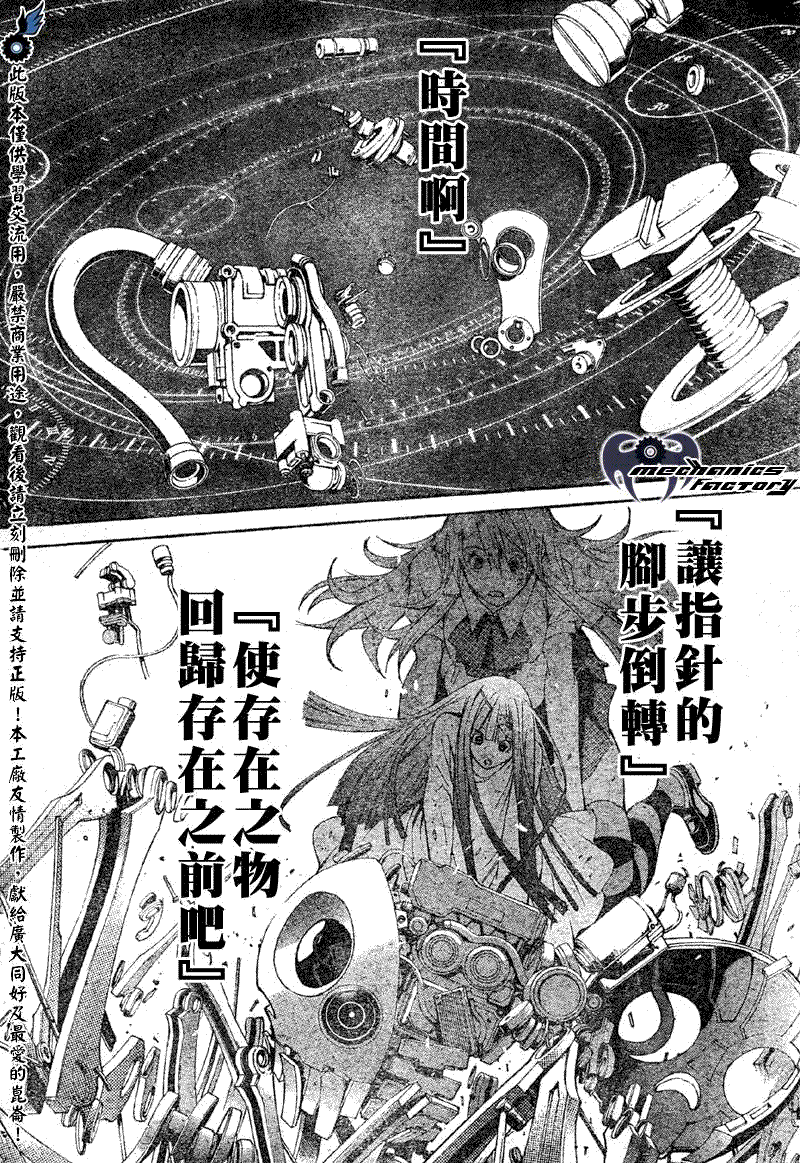 『時間啊』
『讓指針的
腳步倒轉』
『使存在之物
回歸存在之前吧』
mechanics
factory
此版本僅供學習交流用，嚴禁商業用途，觀看後請立刻刪除並請支持正版！本工廠友情製作，獻給廣大同好及最愛的崑崙！